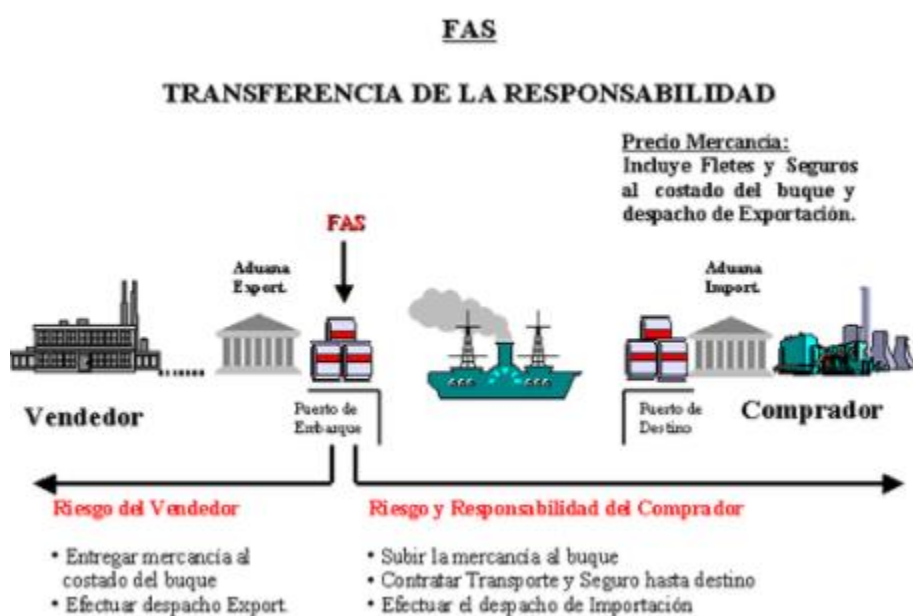 FAS
TRANSFERENCIA DE LA RESPONSABILIDAD
Precio Mercancía:
Incluye Fletes y Seguros
al costado del buque y
despacho de Exportación.
FAS
Aduana
Export.
Aduana
Import.
Vendedor
Puerto de
Embarque
Puerto de
Destino
Comprador
Riesgo del Vendedor
• Entregar mercancía al
costado del buque
• Efectuar despacho Export.
Riesgo y Responsabilidad del Comprador
• Subir la mercancía al buque
• Contratar Transporte y Seguro hasta destino
• Efectuar el despacho de Importación